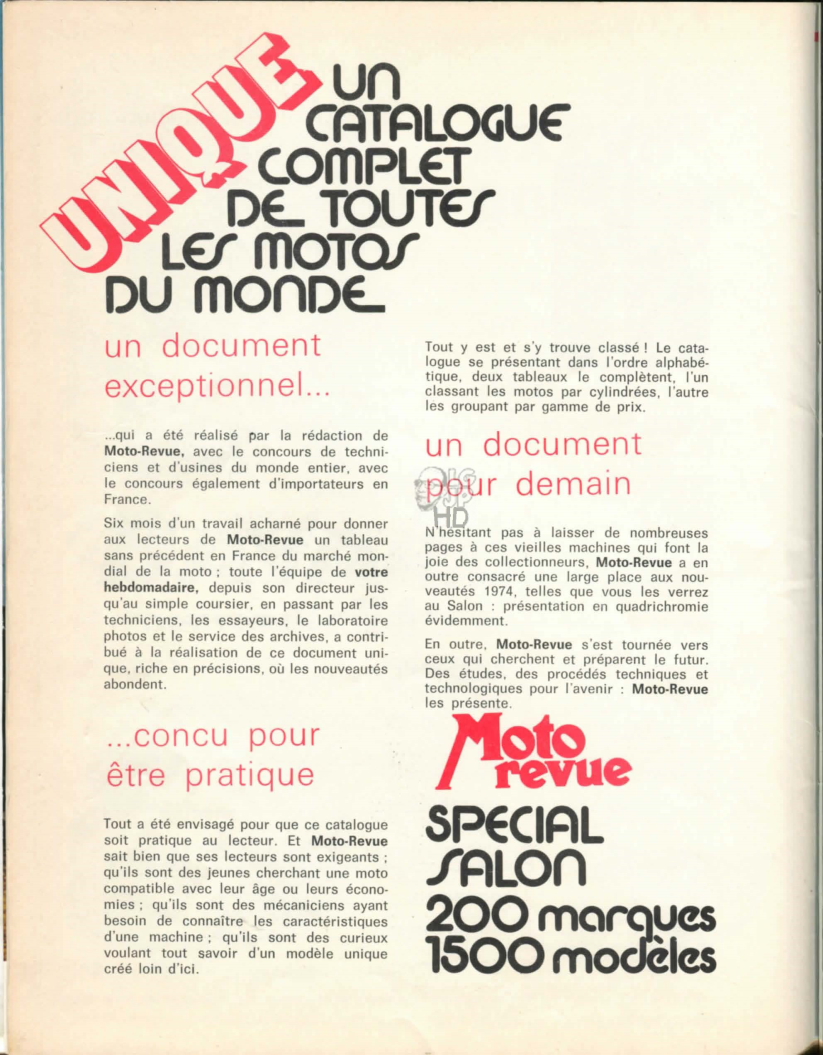 UNIQUE
UN
CATALOGUE
COMPLET
DE TOUTES
LES MOTOS
DU MONDE
un document
exceptionnel...
...qui a été réalisé par la rédaction de
Moto-Revue, avec le concours de techni-
ciens et d'usines du monde entier, avec
le concours également d'importateurs en
France.
Six mois d'un travail acharné pour donner
aux lecteurs de Moto-Revue un tableau
sans précédent en France du marché mon-
dial de la moto ; toute l'équipe de votre
hebdomadaire, depuis son directeur jus-
qu'au simple coursier, en passant par les
techniciens, les essayeurs, le laboratoire
photos et le service des archives, a contri-
bué à la réalisation de ce document uni-
que, riche en précisions, où les nouveautés
abondent.
...concu pour
être pratique
Tout a été envisagé pour que ce catalogue
soit pratique au lecteur. Et Moto-Revue
sait bien que ses lecteurs sont exigeants ;
qu'ils sont des jeunes cherchant une moto
compatible avec leur âge ou leurs écono-
mies ; qu'ils sont des mécaniciens ayant
besoin de connaître les caractéristiques
d'une machine ; qu'ils sont des curieux
voulant tout savoir d'un modèle unique
créé loin d'ici.
Tout y est et s'y trouve classé ! Le cata-
logue se présentant dans l'ordre alphabé-
tique, deux tableaux le complètent, l'un
classant les motos par cylindrées, l'autre
les groupant par gamme de prix.
un document
pour demain
HD
N'hésitant pas à laisser de nombreuses
pages à ces vieilles machines qui font la
joie des collectionneurs, Moto-Revue a en
outre consacré une large place aux nou-
veautés 1974, telles que vous les verrez
au Salon : présentation en quadrichromie
évidemment.
En outre, Moto-Revue s'est tournée vers
ceux qui cherchent et préparent le futur.
Des études, des procédés techniques et
technologiques pour l'avenir : Moto-Revue
les présente.
Moto
revue
SPECIAL
SALON
200 marques
1500 modèles